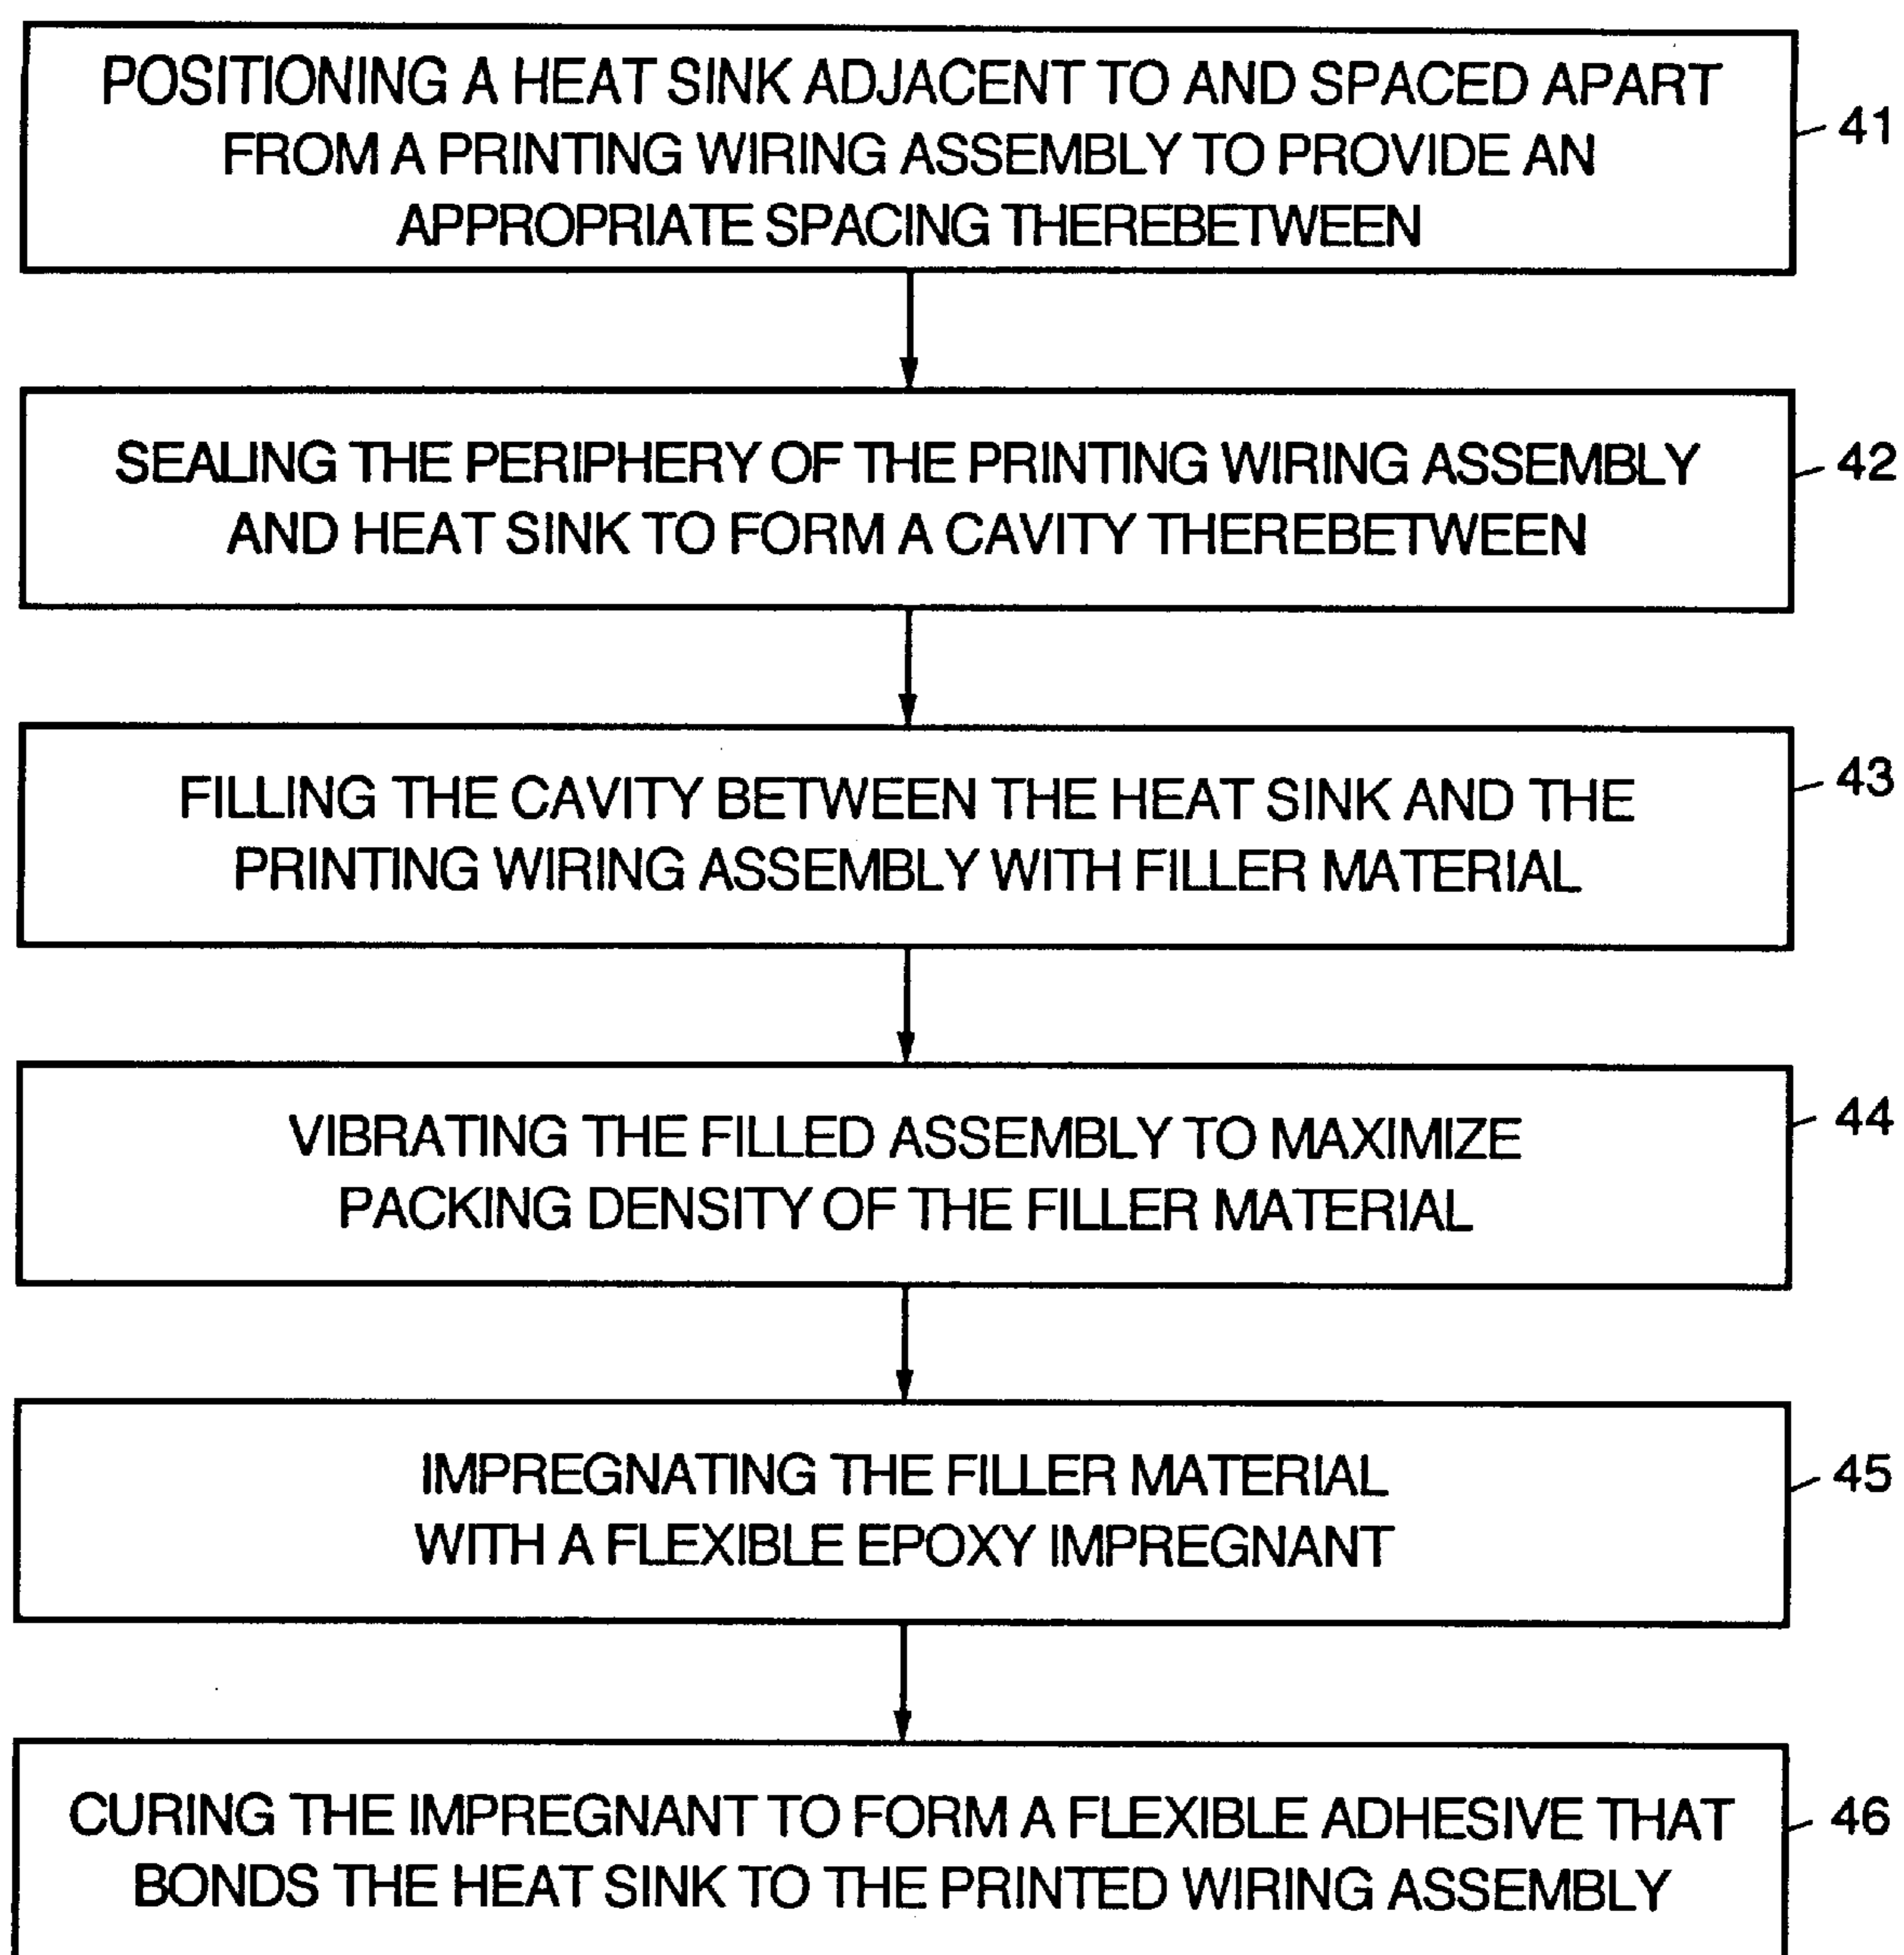 POSITIONING A HEAT SINK ADJACENT TO AND SPACED APART
FROM A PRINTING WIRING ASSEMBLY TO PROVIDE AN
APPROPRIATE SPACING THEREBETWEEN
41
SEALING THE PERIPHERY OF THE PRINTING WIRING ASSEMBLY
AND HEAT SINK TO FORM A CAVITY THEREBETWEEN
42
FILLING THE CAVITY BETWEEN THE HEAT SINK AND THE
PRINTING WIRING ASSEMBLY WITH FILLER MATERIAL
43
VIBRATING THE FILLED ASSEMBLY TO MAXIMIZE
PACKING DENSITY OF THE FILLER MATERIAL
44
IMPREGNATING THE FILLER MATERIAL
WITH A FLEXIBLE EPOXY IMPREGNANT
45
CURING THE IMPREGNANT TO FORM A FLEXIBLE ADHESIVE THAT
BONDS THE HEAT SINK TO THE PRINTED WIRING ASSEMBLY
46